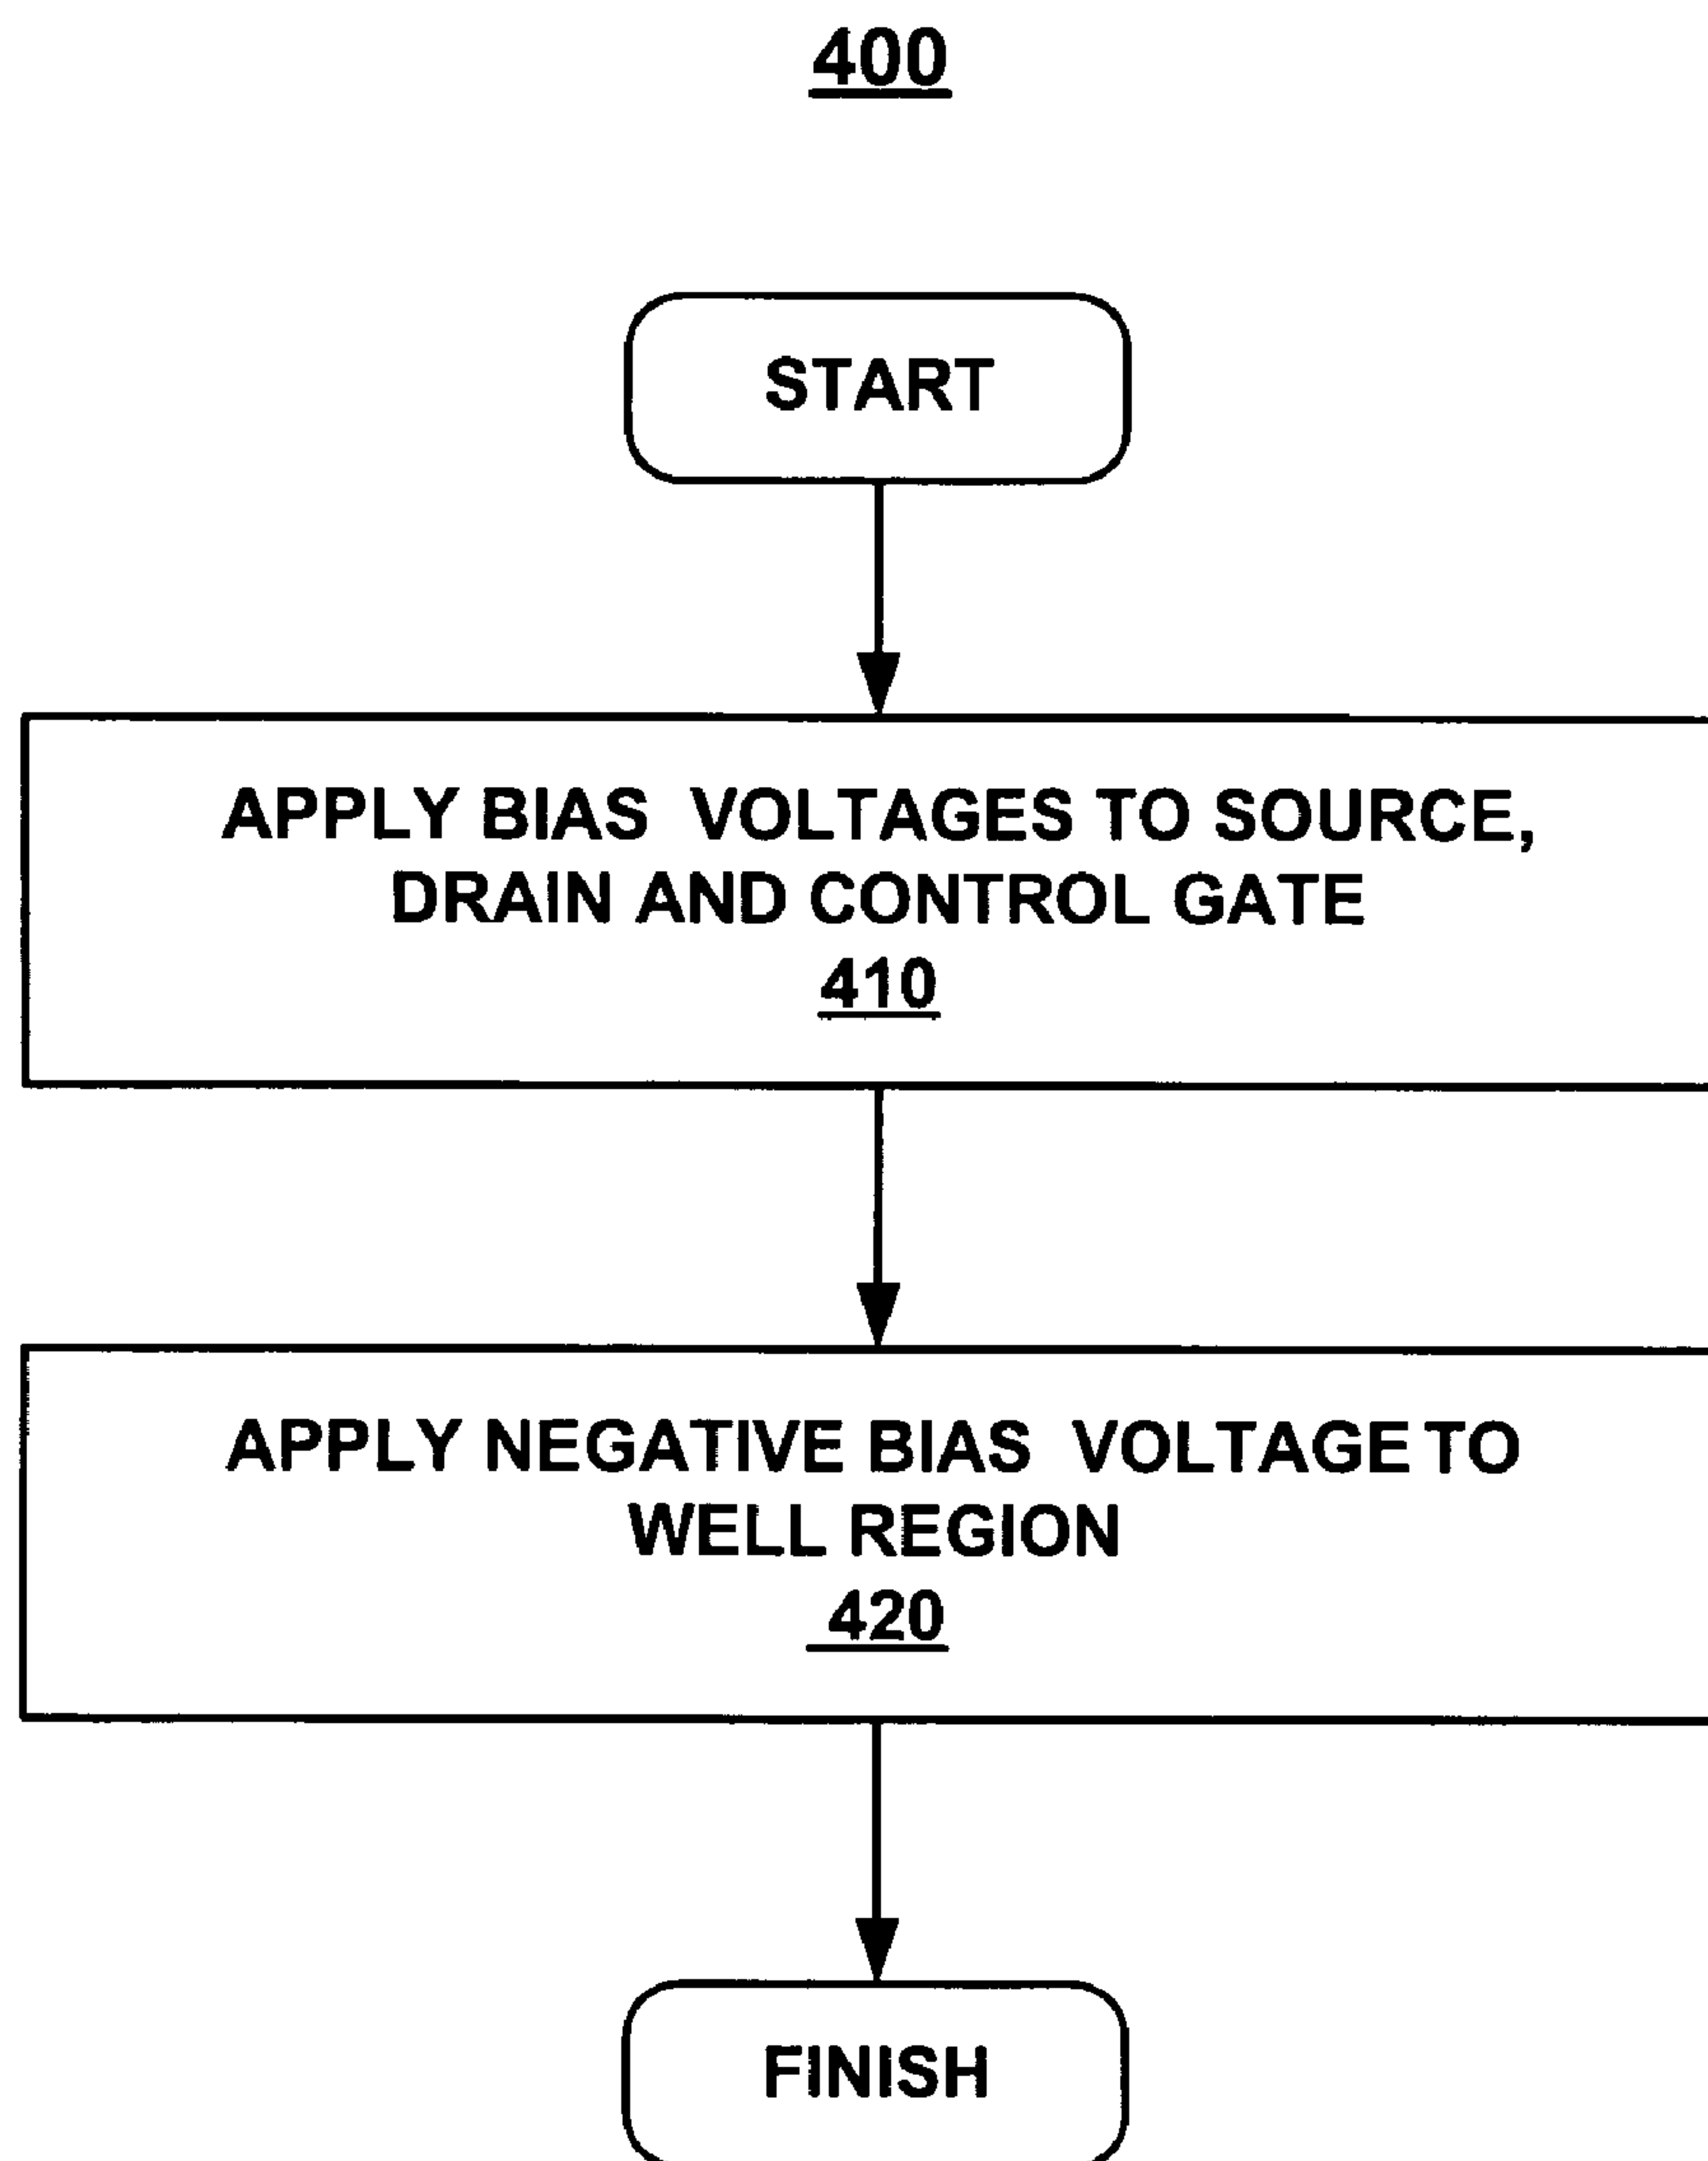 400
START
APPLY BIAS VOLTAGES TO SOURCE,
DRAIN AND CONTROL GATE
410
APPLY NEGATIVE BIAS VOLTAGE TO
WELL REGION
420
FINISH